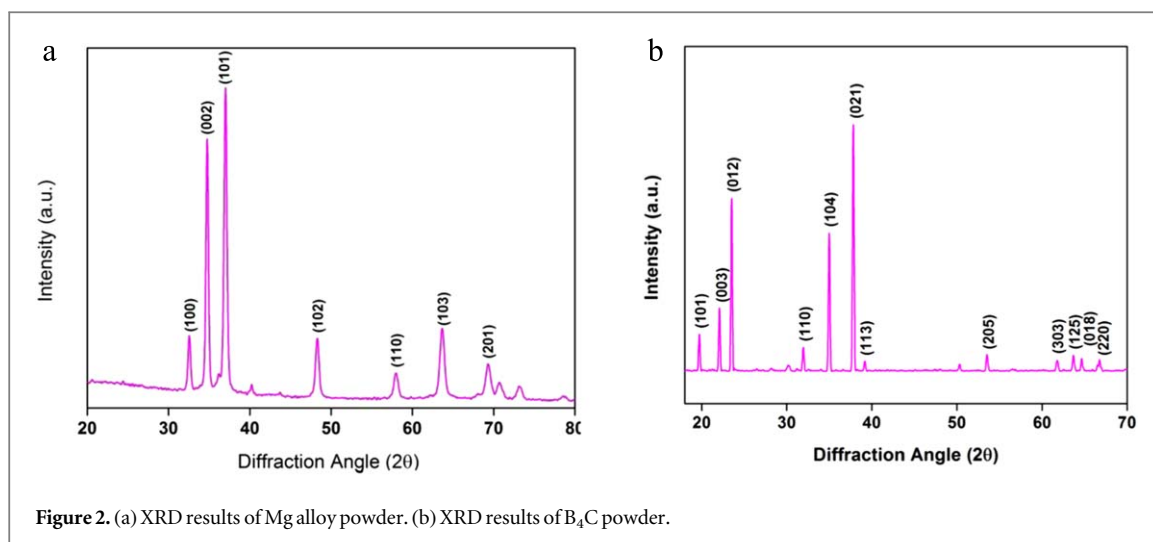 a
(100)
(002)
(101)
(102)
(110)
(103)
(201)
Intensity (a.u.)
20 30 40 50 60 70 80
Diffraction Angle (2θ)
b
(101)
(003)
(012)
(110)
(104)
(021)
(113)
(205)
(303)
(125)
(018)
(220)
Intensity (a.u.)
20 30 40 50 60 70
Diffraction Angle (2θ)
Figure 2. (a) XRD results of Mg alloy powder. (b) XRD results of B₄C powder.